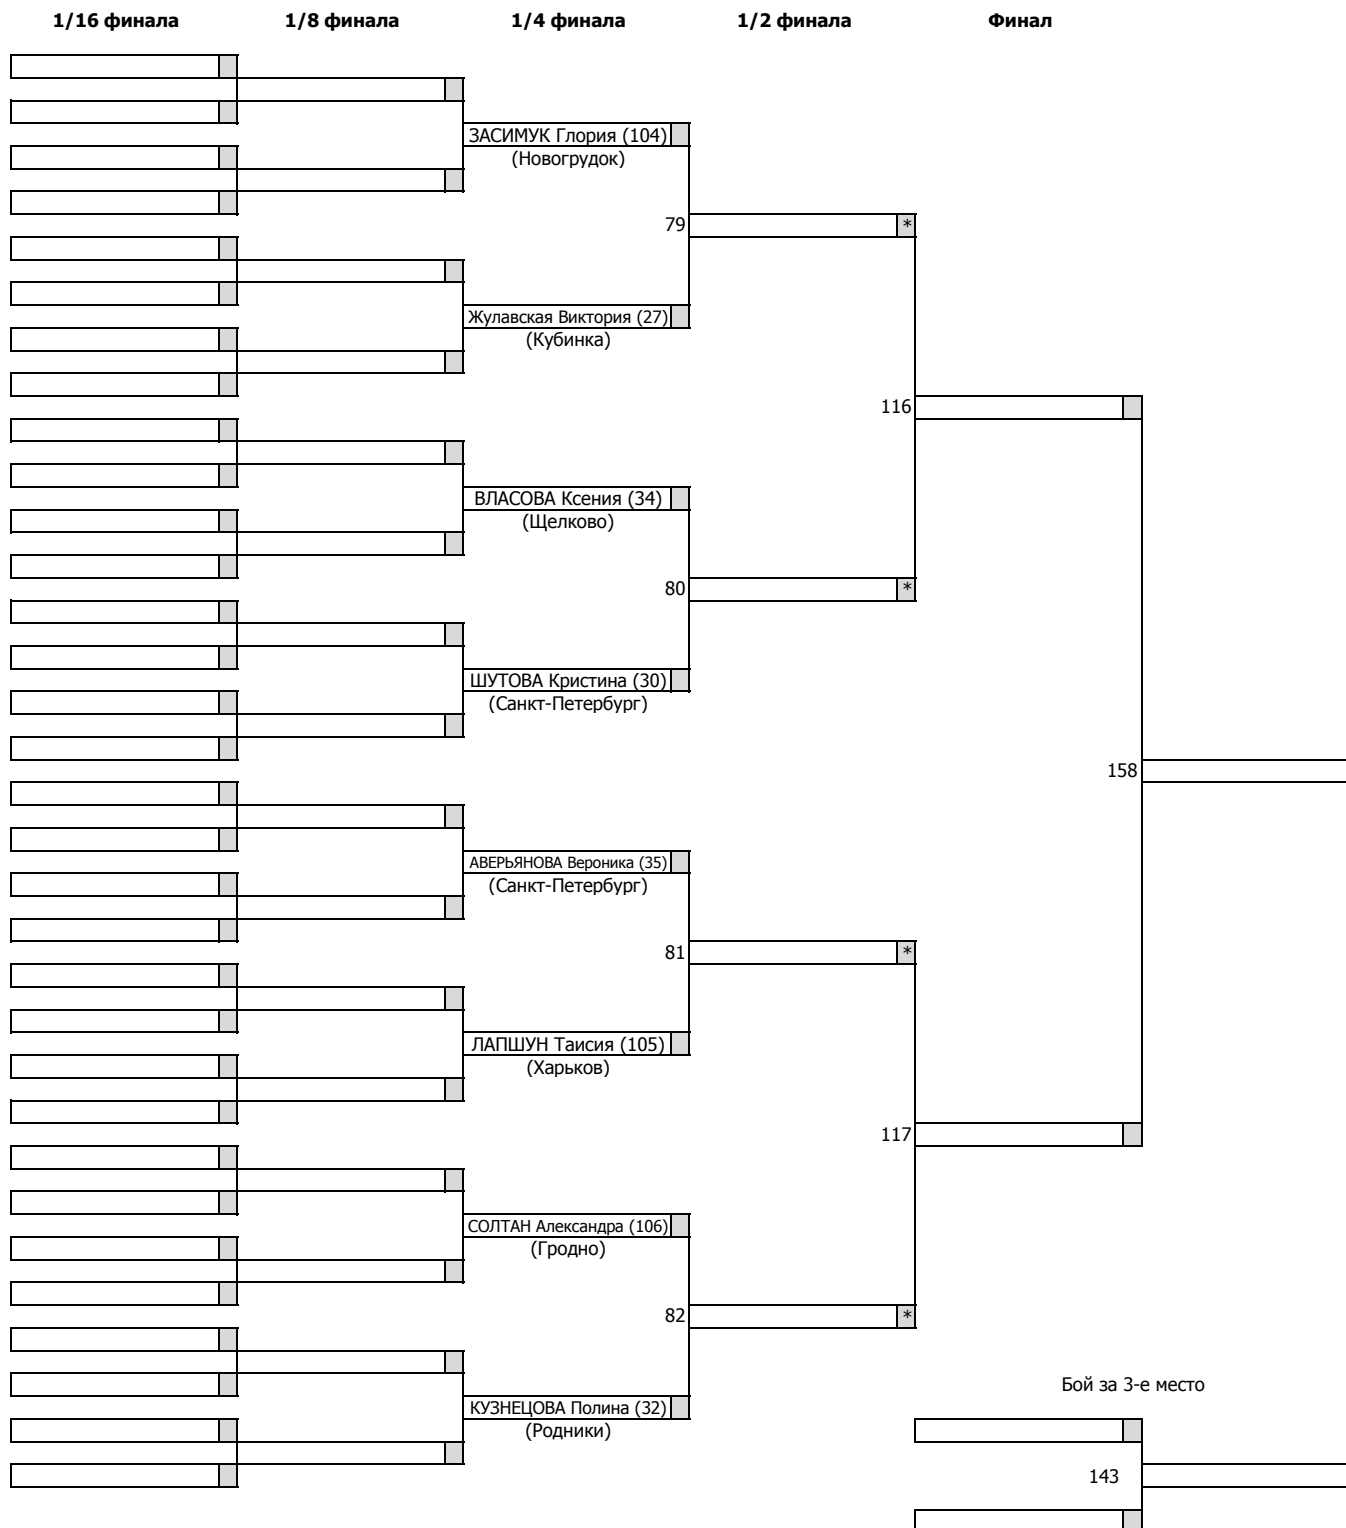 1/16 финала
1/8 финала
1/4 финала
1/2 финала
Финал
ЗАСИМУК Глория (104)
(Новогрудок)
79
*
Жулавская Виктория (27)
(Кубинка)
116
ВЛАСОВА Ксения (34)
(Щелково)
80
*
ШУТОВА Кристина (30)
(Санкт-Петербург)
158
АВЕРЬЯНОВА Вероника (35)
(Санкт-Петербург)
81
*
ЛАПШУН Таисия (105)
(Харьков)
117
СОЛТАН Александра (106)
(Гродно)
82
*
Бой за 3-е место
КУЗНЕЦОВА Полина (32)
(Родники)
143